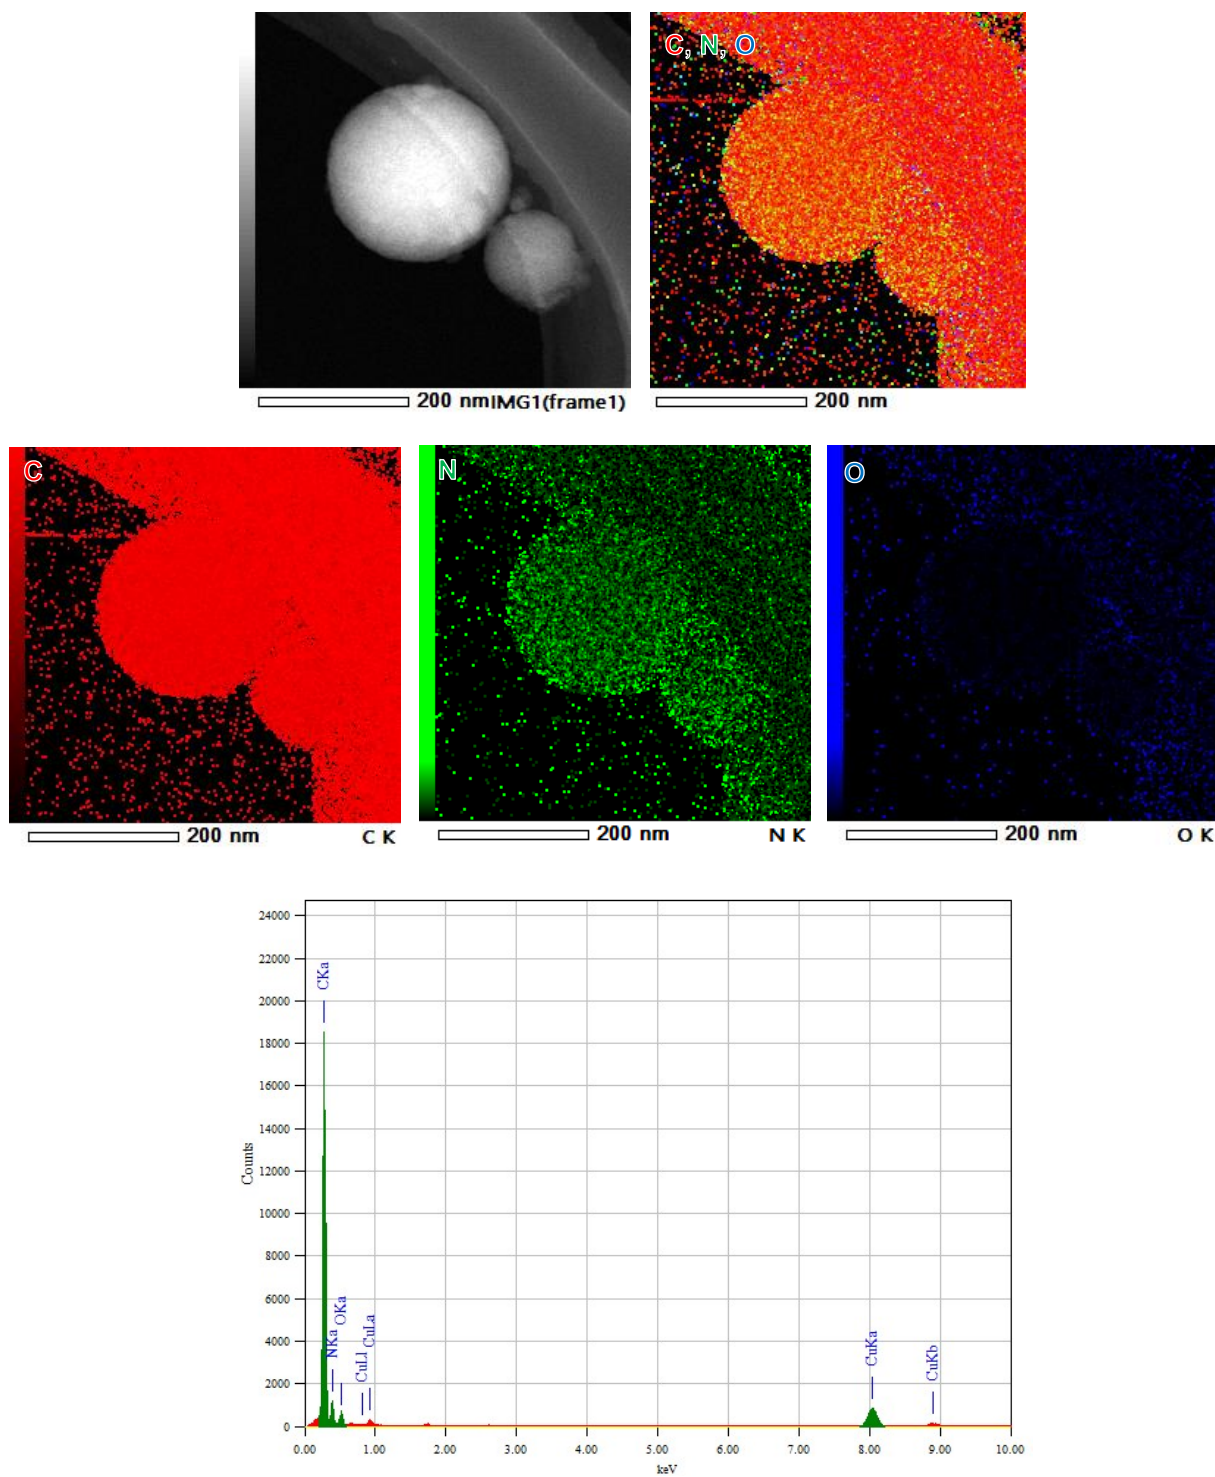 C, N, O
200 nm IMG1(frame1)
200 nm
C
N
O
200 nm C K
200 nm N K
200 nm O K
24000
22000
20000
18000
16000
14000
12000
10000
8000
6000
4000
2000
0
Counts
CKa
NKa
OKa
CuLl
CuLa
CuKa
CuKb
0.00 1.00 2.00 3.00 4.00 5.00 6.00 7.00 8.00 9.00 10.00
keV